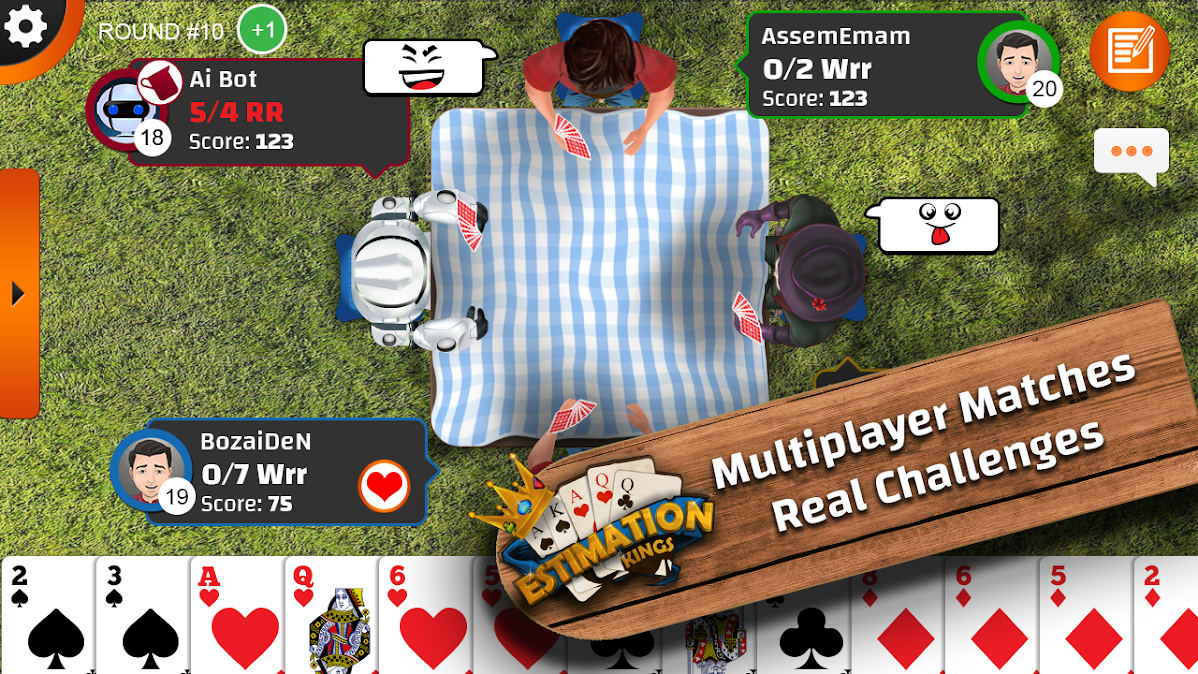 ROUND #10
+1
Ai Bot
5/4 RR
Score: 123
18
AssemEmam
0/2 Wrr
Score: 123
20
BozaiDeN
0/7 Wrr
Score: 75
19
Multiplayer Matches
Real Challenges
A K A Q Q
ESTIMATION
KINGS
2 3 A Q 6 5 8 6 5 2